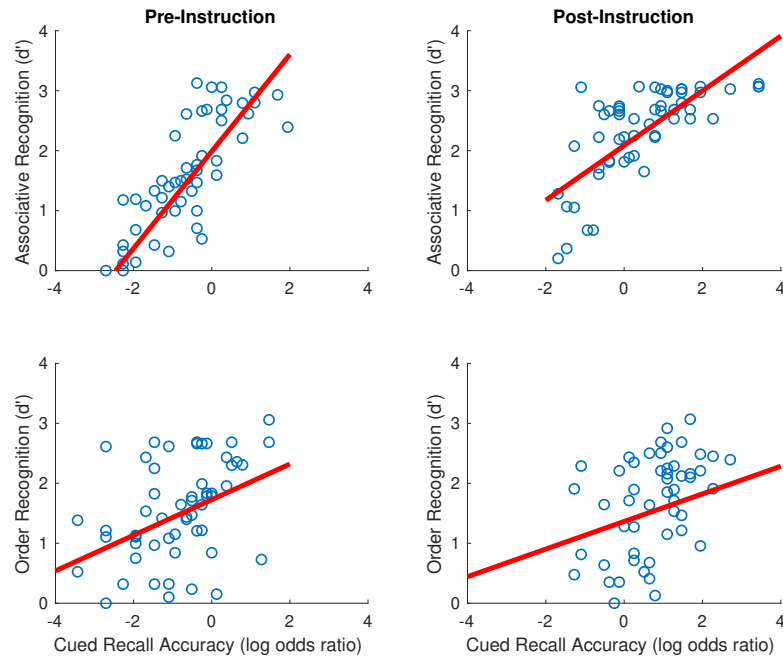 Pre-Instruction
Post-Instruction
Associative Recognition (d')
4
3
2
1
0
-4 -2 0 2 4
Associative Recognition (d')
4
3
2
1
0
-4 -2 0 2 4
Order Recognition (d')
4
3
2
1
0
-4 -2 0 2 4
Cued Recall Accuracy (log odds ratio)
Order Recognition (d')
4
3
2
1
0
-4 -2 0 2 4
Cued Recall Accuracy (log odds ratio)